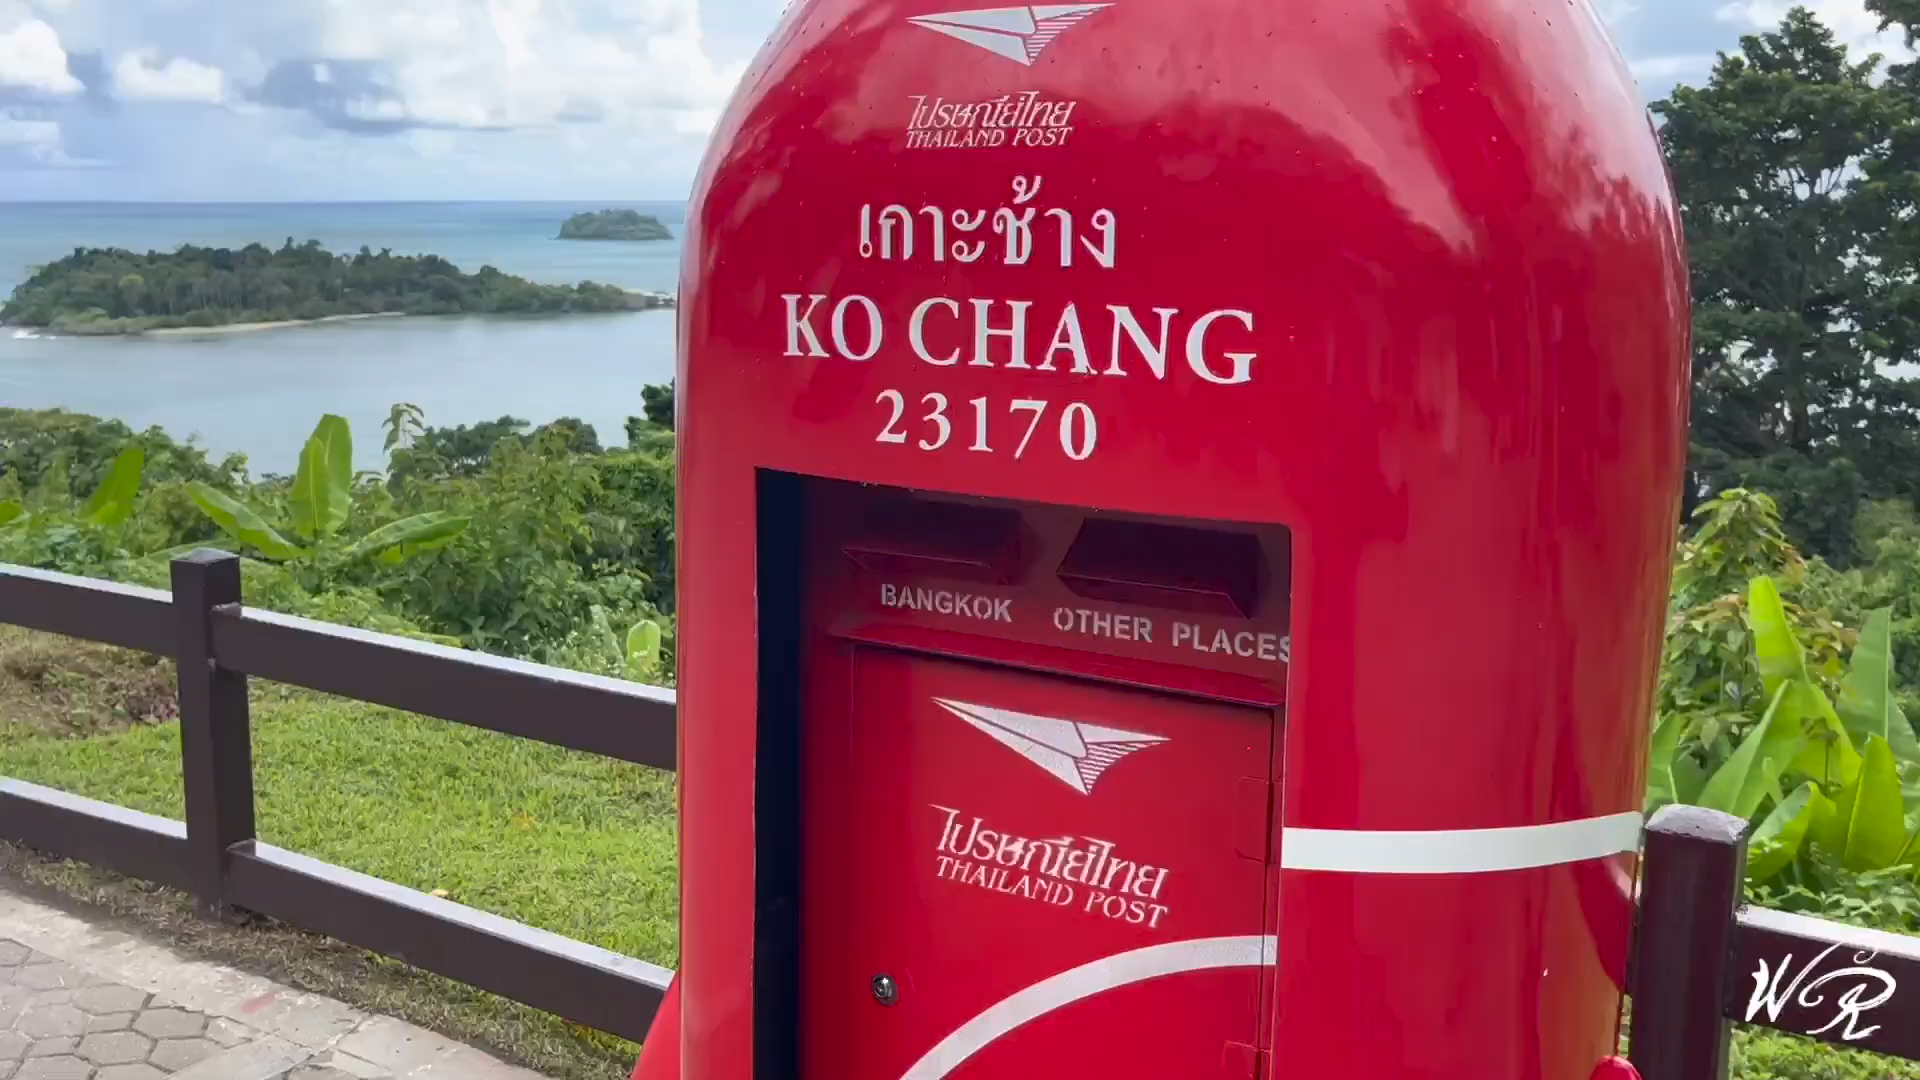 ไปรษณีย์ไทย
THAILAND POST
เกาะช้าง
KO CHANG
23170
BANGKOK OTHER PLACES
ไปรษณีย์ไทย
THAILAND POST
WR